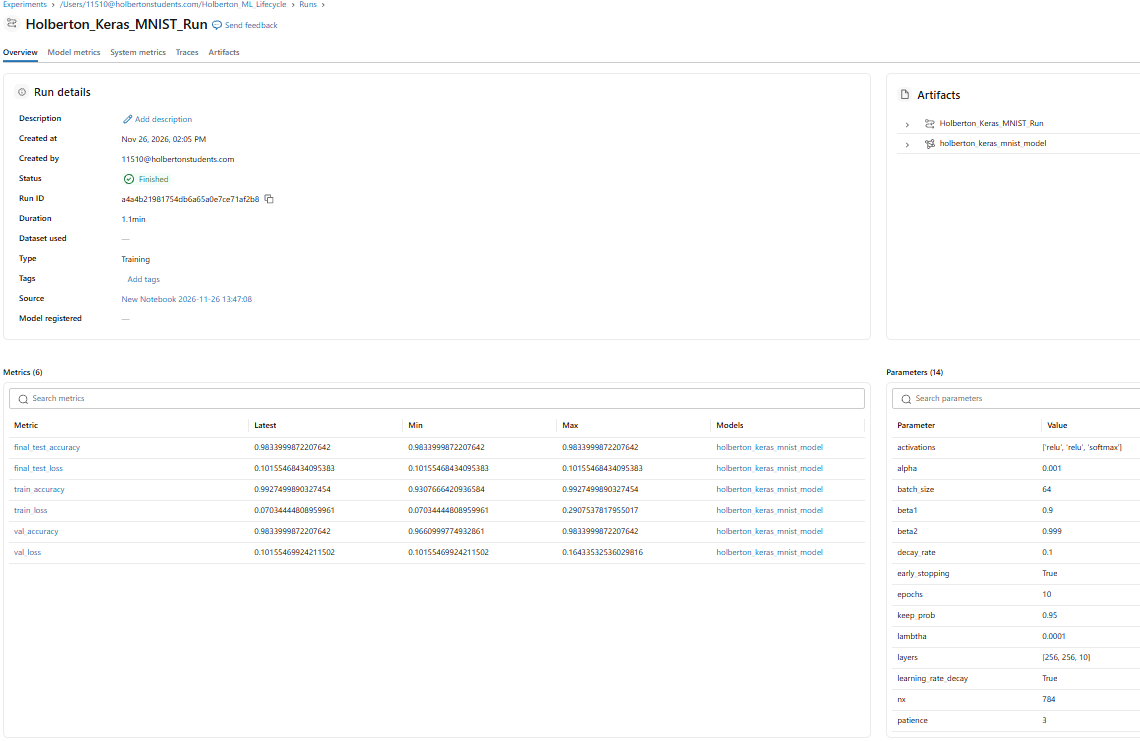 Experiments > /Users/11510@holbertonstudents.com/Holberton_ML_Lifecycle > Runs >
Holberton_Keras_MNIST_Run Send feedback
Overview Model metrics System metrics Traces Artifacts
Run details
Description Add description
Created at Nov 26, 2026, 02:05 PM
Created by 11510@holbertonstudents.com
Status Finished
Run ID a4a4b21981754db6a65a0e7ce71af2b8
Duration 1.1min
Dataset used —
Type Training
Tags Add tags
Source New Notebook 2026-11-26 13:47:08
Model registered —
Artifacts
> Holberton_Keras_MNIST_Run
> holberton_keras_mnist_model
Metrics (6)
Search metrics
Metric Latest Min Max Models
final_test_accuracy 0.9833999872207642 0.9833999872207642 0.9833999872207642 holberton_keras_mnist_model
final_test_loss 0.10155468434095383 0.10155468434095383 0.10155468434095383 holberton_keras_mnist_model
train_accuracy 0.9927499890327454 0.9307666420936584 0.9927499890327454 holberton_keras_mnist_model
train_loss 0.07034444808959961 0.07034444808959961 0.2907537817955017 holberton_keras_mnist_model
val_accuracy 0.9833999872207642 0.9660999774932861 0.9833999872207642 holberton_keras_mnist_model
val_loss 0.10155469924211502 0.10155469924211502 0.16433532536029816 holberton_keras_mnist_model
Parameters (14)
Search parameters
Parameter Value
activations ['relu', 'relu', 'softmax']
alpha 0.001
batch_size 64
beta1 0.9
beta2 0.999
decay_rate 0.1
early_stopping True
epochs 10
keep_prob 0.95
lambtha 0.0001
layers [256, 256, 10]
learning_rate_decay True
nx 784
patience 3